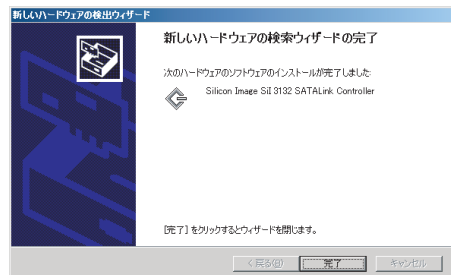 新しいハードウェアの検出ウィザード
新しいハードウェアの検索ウィザードの完了
次のハードウェアのソフトウェアのインストールが完了しました:
Silicon Image SiI 3132 SATALink Controller
[完了] をクリックするとウィザードを閉じます。
< 戻る(B)
完了
キャンセル